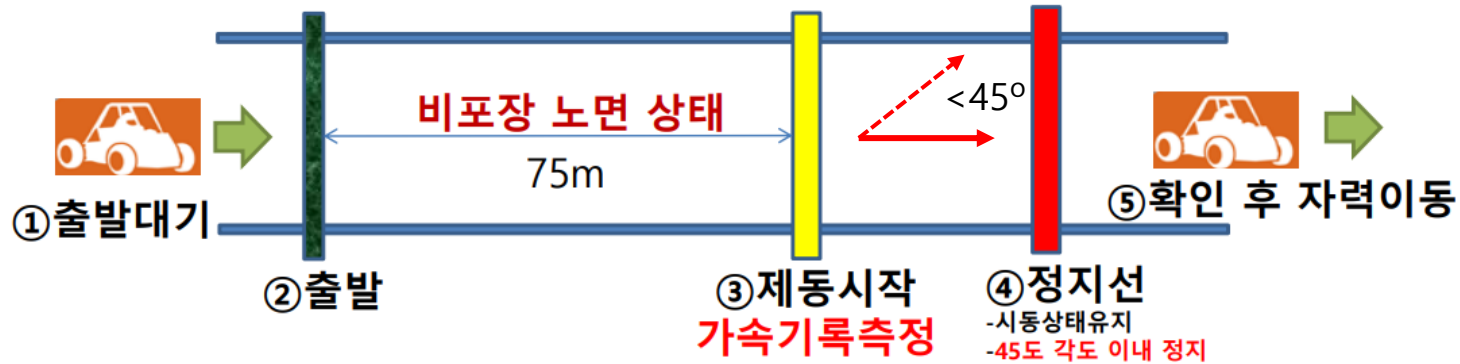 비포장 노면 상태
75m
<45º
①출발대기
②출발
③제동시작
가속기록측정
④정지선
-시동상태유지
-45도 각도 이내 정지
⑤확인 후 자력이동